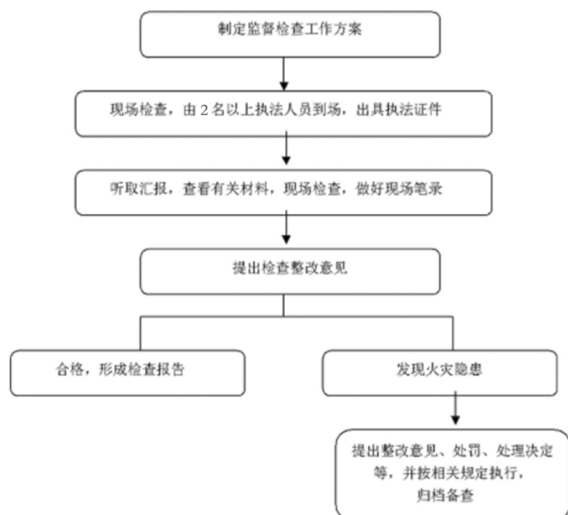 制定监督检查工作方案
现场检查，由2名以上执法人员到场，出具执法证件
听取汇报，查看有关材料，现场检查，做好现场笔录
提出检查整改意见
合格，形成检查报告
发现火灾隐患
提出整改意见、处罚、处理决定
等，并按相关规定执行，
归档备查